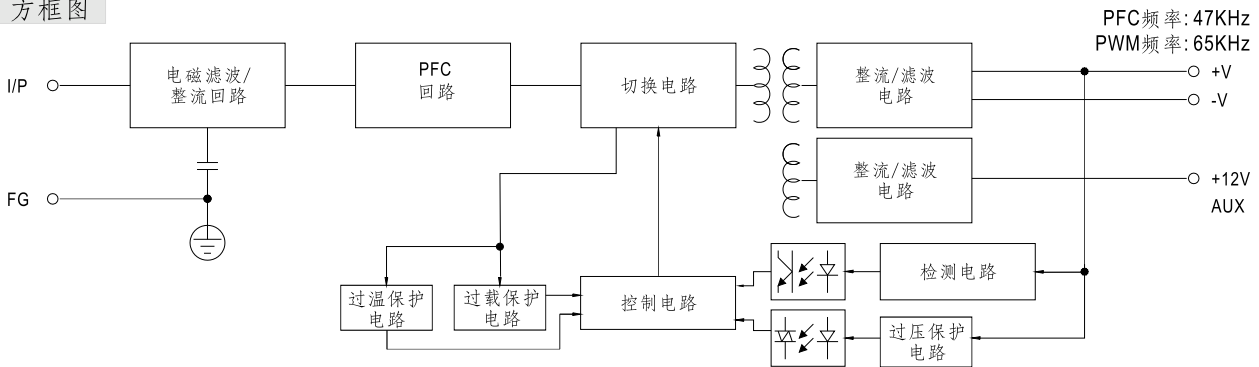 方框图
PFC频率: 47KHz
PWM频率: 65KHz
I/P
电磁滤波/
整流回路
PFC
回路
切换电路
整流/滤波
电路
+V
-V
整流/滤波
电路
+12V
AUX
FG
检测电路
过温保护
电路
过载保护
电路
控制电路
过压保护
电路